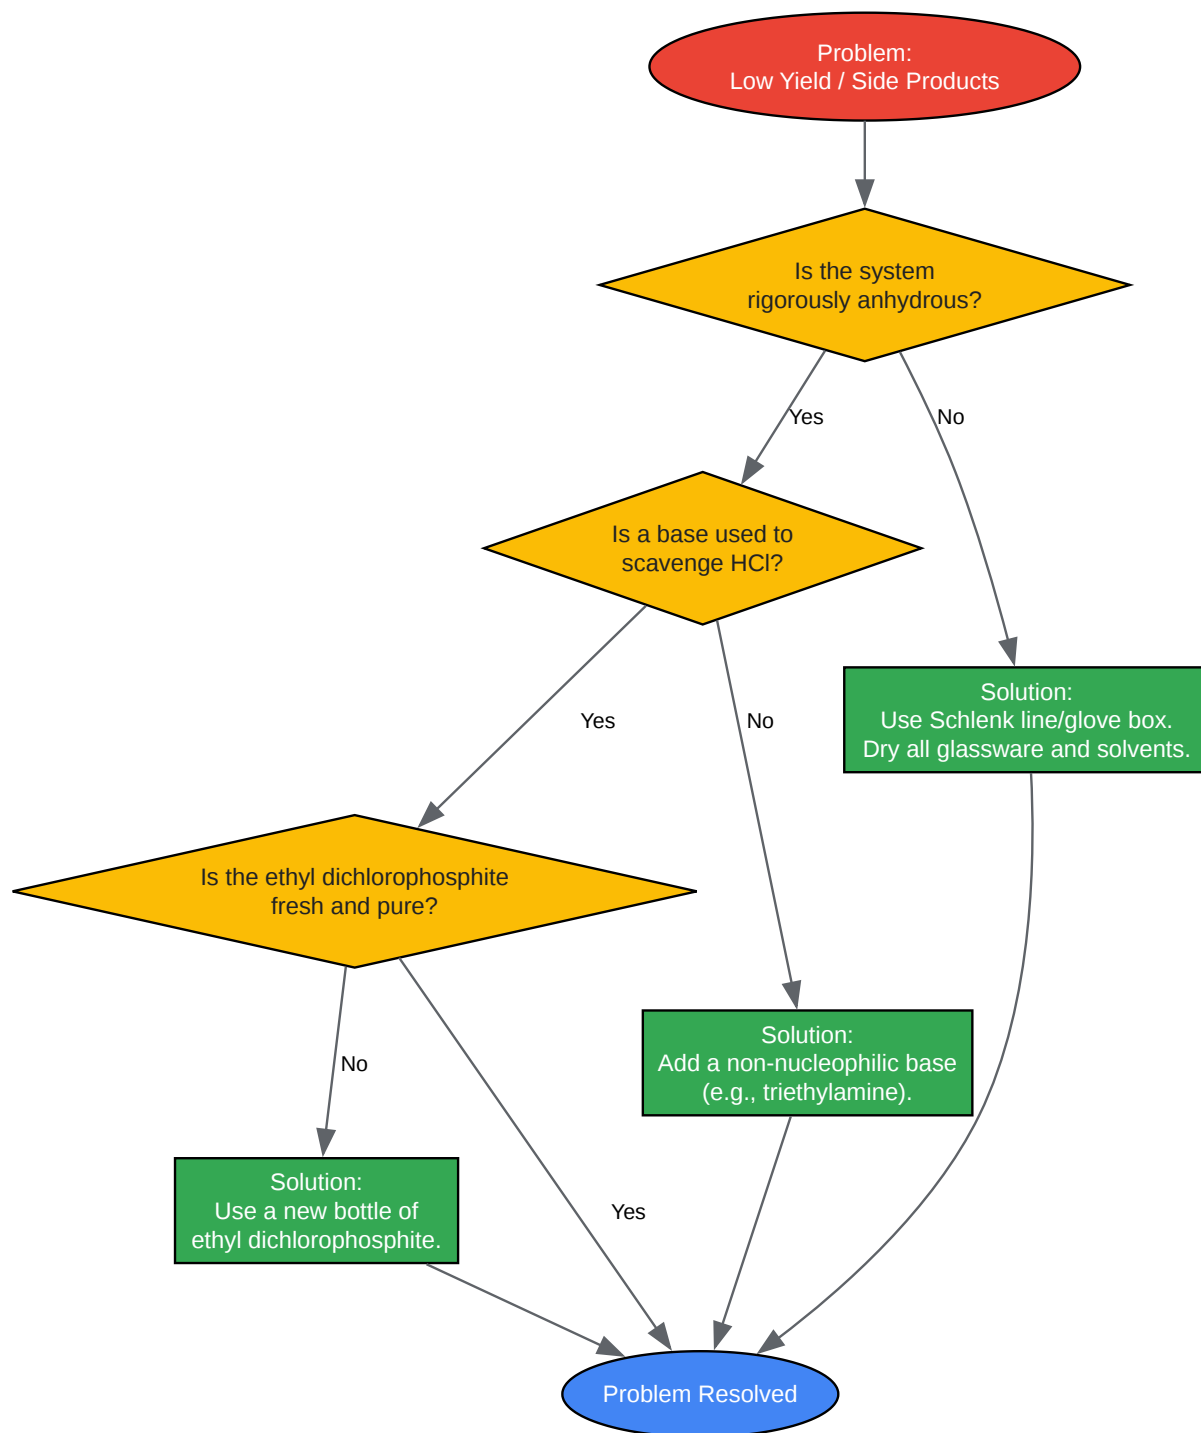 Problem:
Low Yield / Side Products
Is the system
rigorously anhydrous?
Yes
No
Is a base used to
scavenge HCl?
Yes
No
Solution:
Use Schlenk line/glove box.
Dry all glassware and solvents.
Is the ethyl dichlorophosphite
fresh and pure?
No
Yes
Solution:
Add a non-nucleophilic base
(e.g., triethylamine).
Solution:
Use a new bottle of
ethyl dichlorophosphite.
Problem Resolved